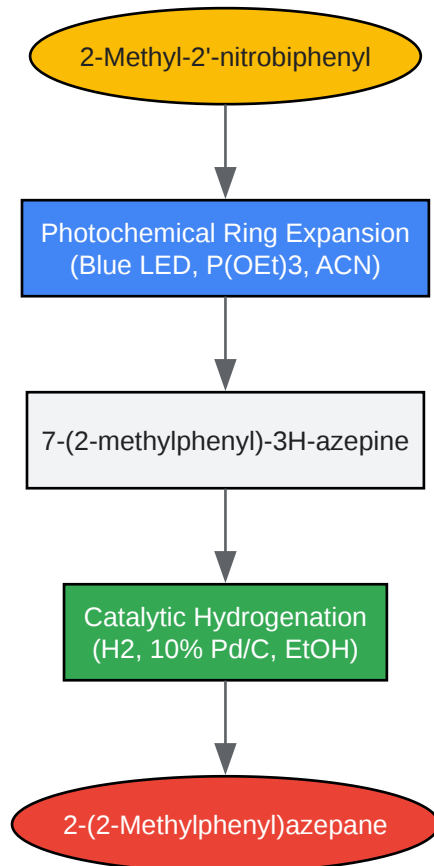 2-Methyl-2'-nitrobiphenyl
Photochemical Ring Expansion
(Blue LED, P(OEt)3, ACN)
7-(2-methylphenyl)-3H-azepine
Catalytic Hydrogenation
(H2, 10% Pd/C, EtOH)
2-(2-Methylphenyl)azepane